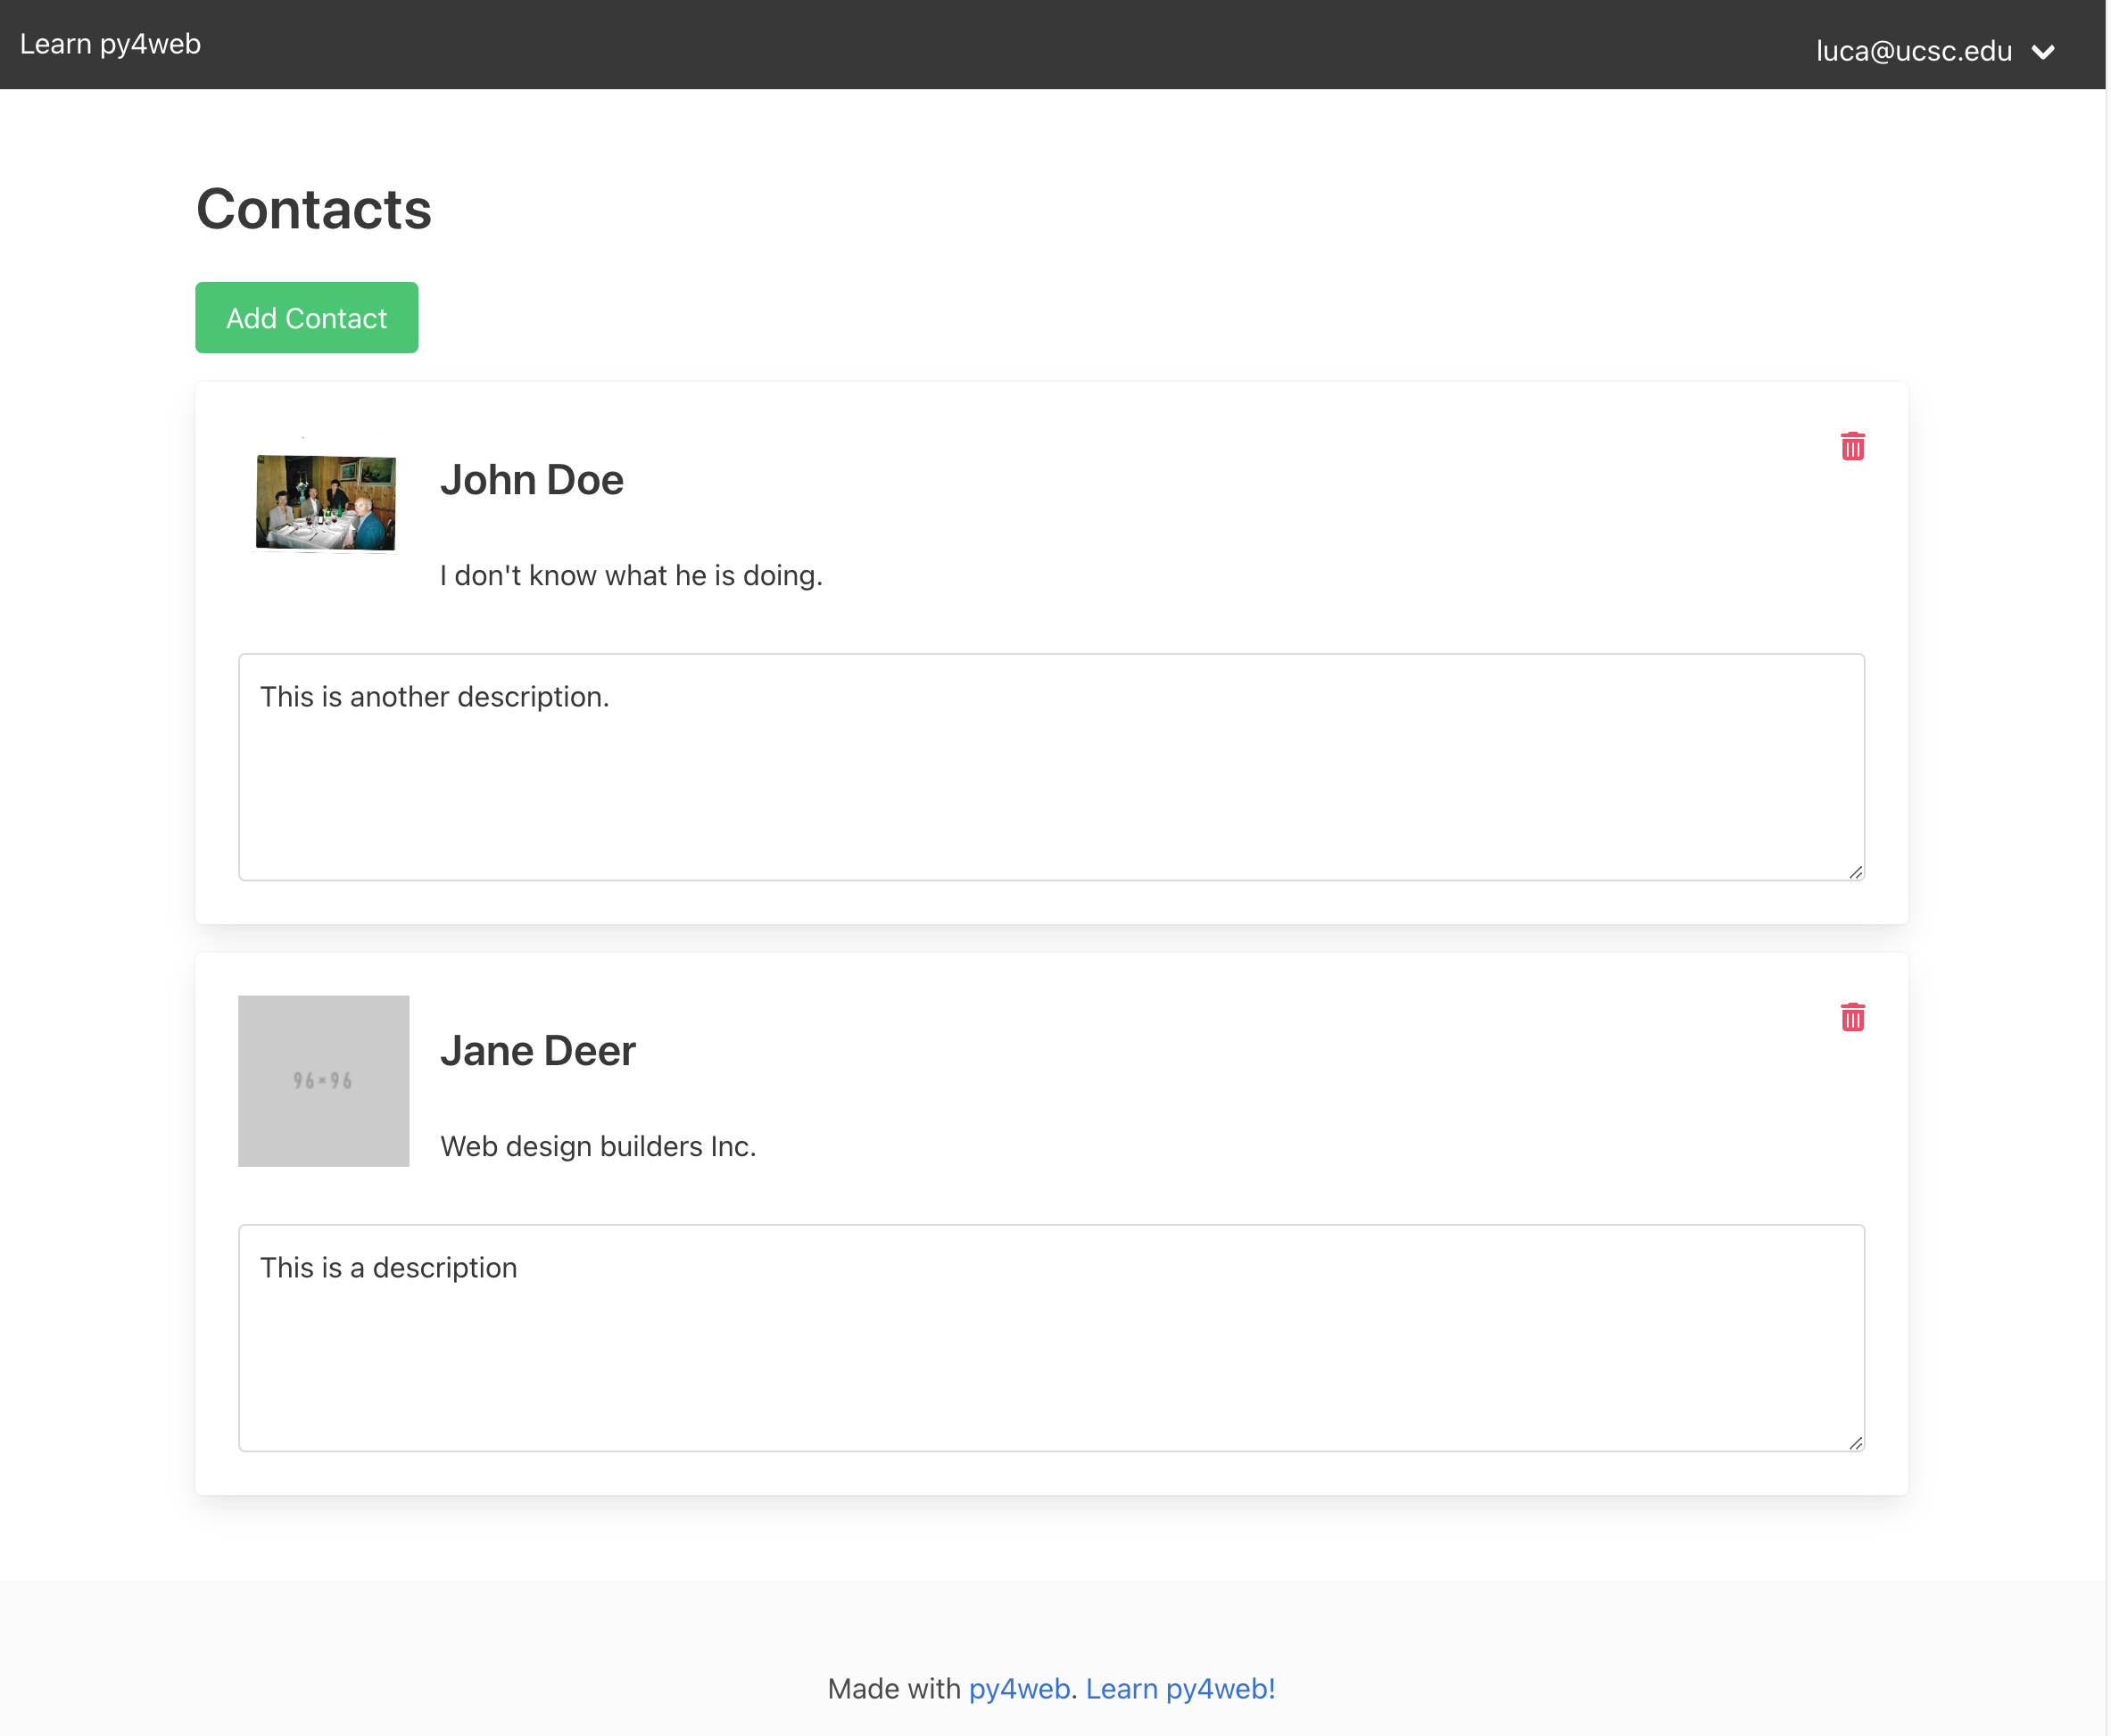 Learn py4web
luca@ucsc.edu
Contacts
Add Contact
John Doe
I don't know what he is doing.
This is another description.
Jane Deer
96×96
Web design builders Inc.
This is a description
Made with py4web. Learn py4web!